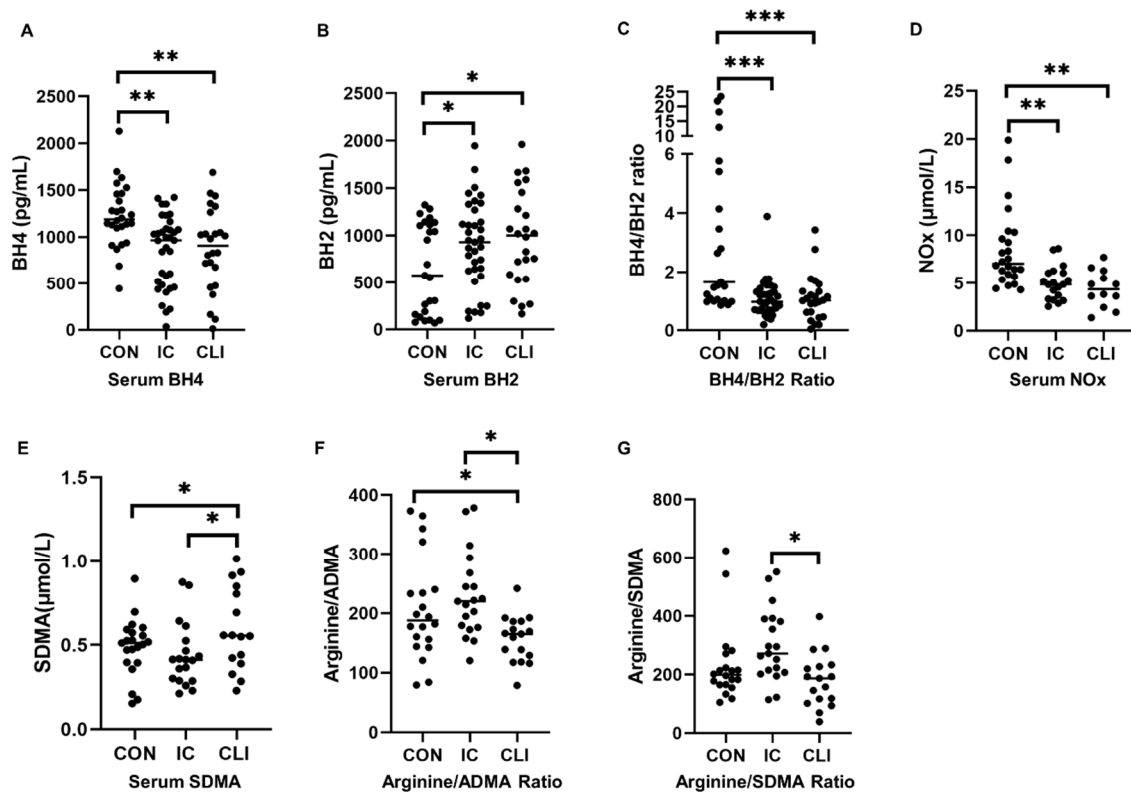 A
**
**
BH4 (pg/mL)
2500
2000
1500
1000
500
0
CON IC CLI
Serum BH4
B
*
*
BH2 (pg/mL)
2500
2000
1500
1000
500
0
CON IC CLI
Serum BH2
C
***
***
BH4/BH2 ratio
25
20
15
10
6
4
2
0
CON IC CLI
BH4/BH2 Ratio
D
**
**
NOx (µmol/L)
25
20
15
10
5
0
CON IC CLI
Serum NOx
E
*
*
SDMA(µmol/L)
1.5
1.0
0.5
0.0
CON IC CLI
Serum SDMA
F
*
*
Arginine/ADMA
400
300
200
100
0
CON IC CLI
Arginine/ADMA Ratio
G
*
Arginine/SDMA
800
600
400
200
0
CON IC CLI
Arginine/SDMA Ratio